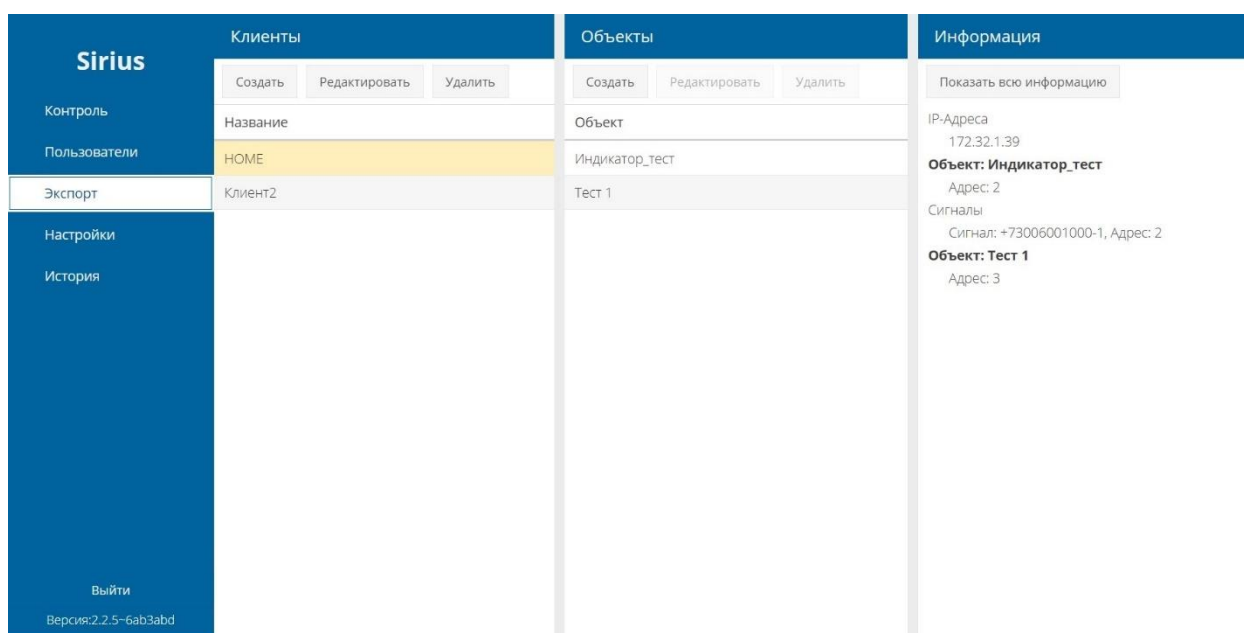 Sirius
Контроль
Пользователи
Экспорт
Настройки
История
Выйти
Версия:2.2.5~6ab3abd
Клиенты
Создать Редактировать Удалить
Название
HOME
Клиент2
Объекты
Создать Редактировать Удалить
Объект
Индикатор_тест
Тест 1
Информация
Показать всю информацию
IP-Адреса
172.32.1.39
Объект: Индикатор_тест
Адрес: 2
Сигналы
Сигнал: +73006001000-1, Адрес: 2
Объект: Тест 1
Адрес: 3